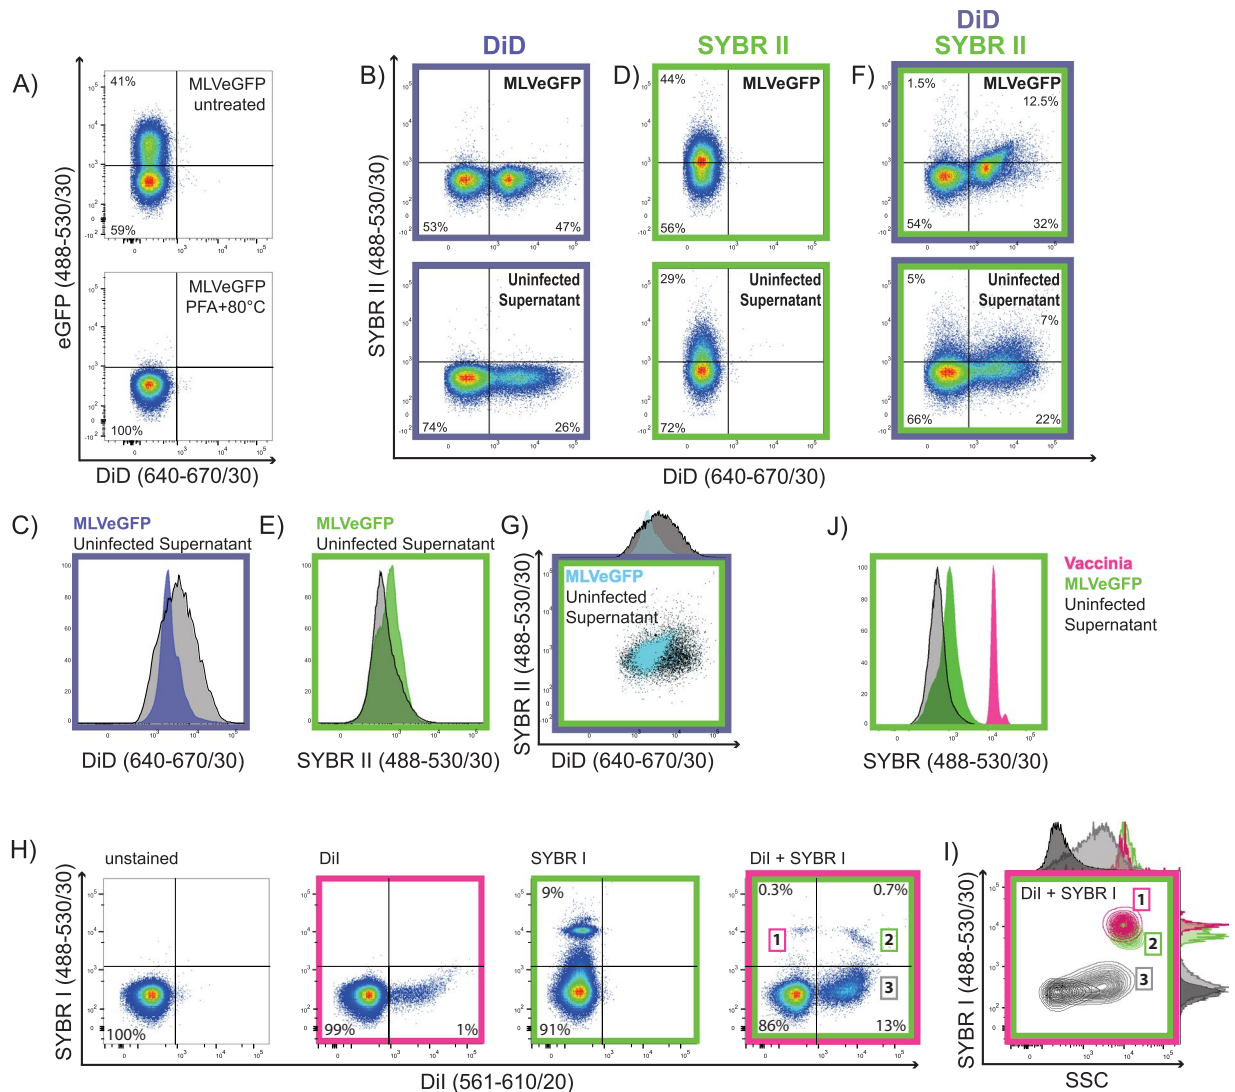 DiD
DiD
SYBR II
SYBR II
A)
B)
D)
F)
41%
MLVeGFP
untreated
59%
MLVeGFP
PFA+80°C
100%
eGFP (488-530/30)
DiD (640-670/30)
MLVeGFP
53%
47%
Uninfected
Supernatant
74%
26%
44%
MLVeGFP
56%
29%
Uninfected
Supernatant
72%
1.5%
MLVeGFP
12.5%
54%
32%
5%
Uninfected
Supernatant
7%
66%
22%
SYBR II (488-530/30)
DiD (640-670/30)
C)
MLVeGFP
Uninfected Supernatant
DiD (640-670/30)
E)
MLVeGFP
Uninfected Supernatant
SYBR II (488-530/30)
G)
MLVeGFP
Uninfected
Supernatant
SYBR II (488-530/30)
DiD (640-670/30)
J)
Vaccinia
MLVeGFP
Uninfected
Supernatant
SYBR (488-530/30)
H)
unstained
100%
DiI
99%
1%
SYBR I
9%
91%
DiI + SYBR I
0.3%
0.7%
1
2
3
86%
13%
SYBR I (488-530/30)
DiI (561-610/20)
I)
DiI + SYBR I
1
2
3
SYBR I (488-530/30)
SSC